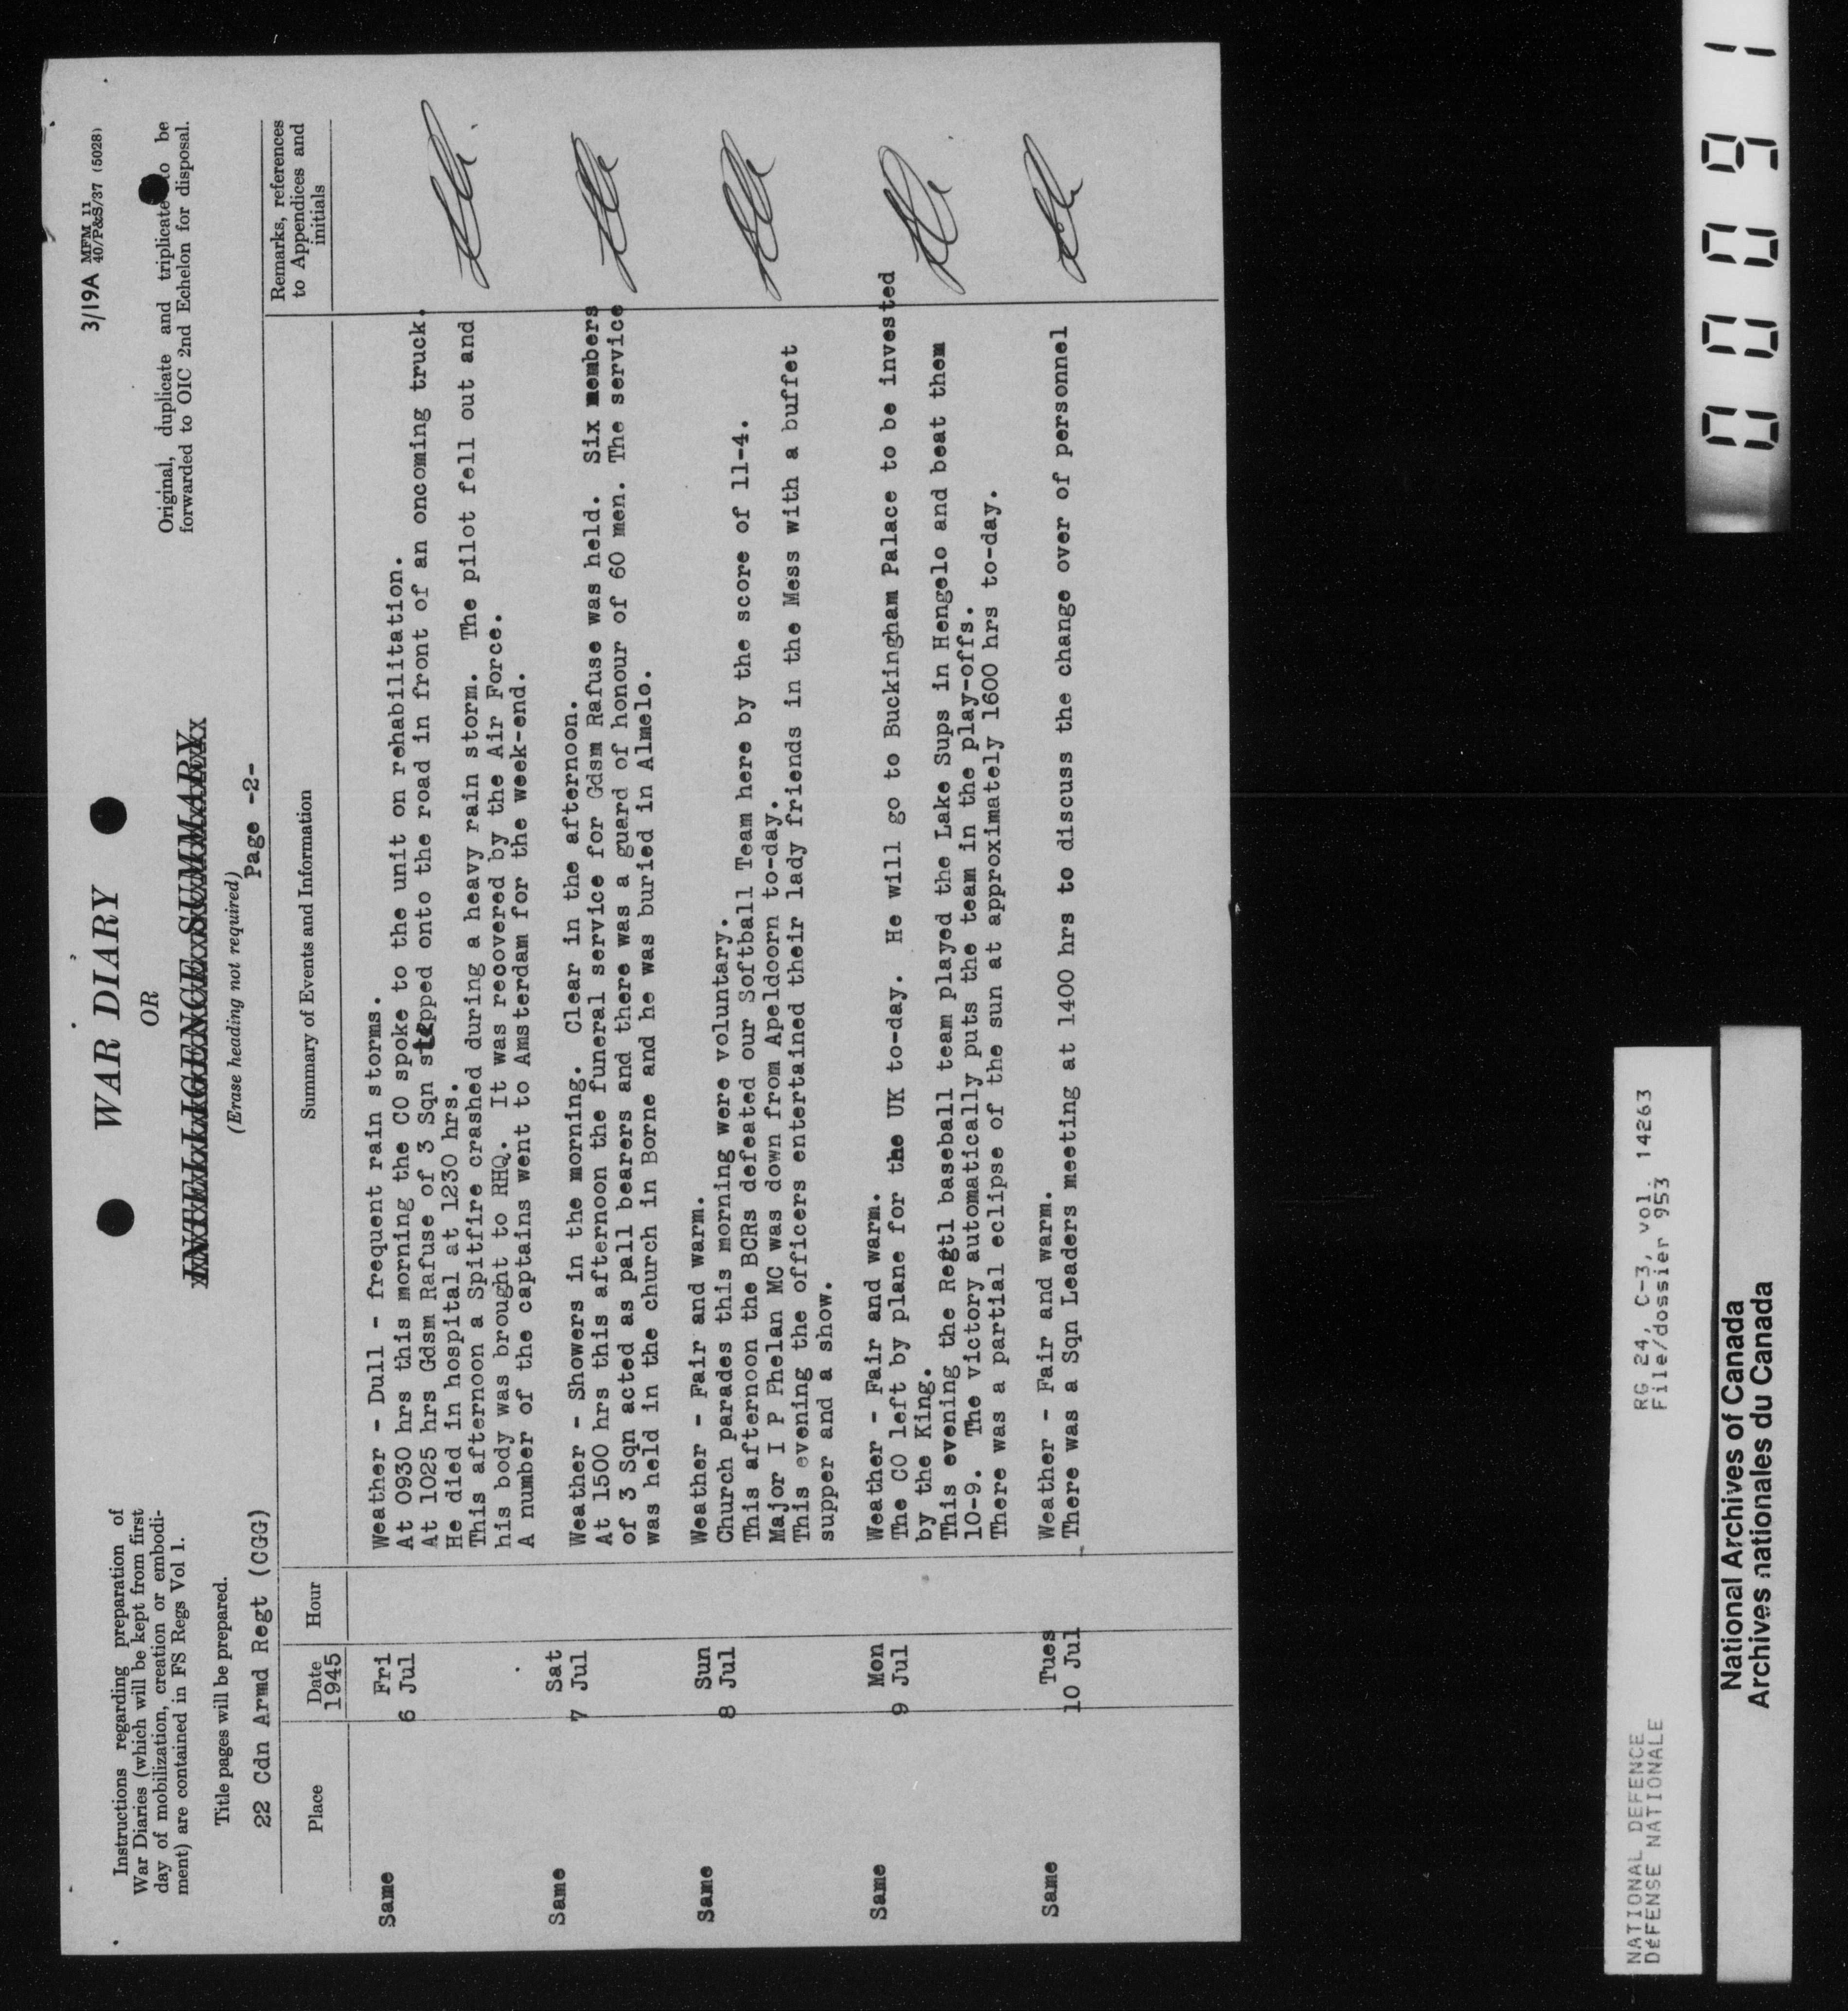 3/19A MFM 11
40/P&S/37 (5028)
Instructions regarding preparation of
War Diaries (which will be kept from first
day of mobilization, creation or embodi-
ment) are contained in FS Regs Vol 1.
Title pages will be prepared.
WAR DIARY
OR
INTELLIGENCE SUMMARY
(Erase heading not required)
Page -2-
Original, duplicate and triplicate to be
forwarded to OIC 2nd Echelon for disposal.
22 Cdn Armd Regt (CGG)
Place
Date
1945
Hour
Summary of Events and Information
Remarks, references
to Appendices and
initials
Same
Fri
6 Jul
Weather - Dull - frequent rain storms.
At 0930 hrs this morning the CO spoke to the unit on rehabilitation.
At 1025 hrs Gdsm Rafuse of 3 Sqn stepped onto the road in front of an oncoming truck.
He died in hospital at 1230 hrs.
This afternoon a Spitfire crashed during a heavy rain storm. The pilot fell out and
his body was brought to RHQ. It was recovered by the Air Force.
A number of the captains went to Amsterdam for the week-end.
Same
Sat
7 Jul
Weather - Showers in the morning. Clear in the afternoon.
At 1500 hrs this afternoon the funeral service for Gdsm Rafuse was held. Six members
of 3 Sqn acted as pall bearers and there was a guard of honour of 60 men. The service
was held in the church in Borne and he was buried in Almelo.
Same
Sun
8 Jul
Weather - Fair and warm.
Church parades this morning were voluntary.
This afternoon the BCRs defeated our Softball Team here by the score of 11-4.
Major I P Phelan MC was down from Apeldoorn to-day.
This evening the officers entertained their lady friends in the Mess with a buffet
supper and a show.
Same
Mon
9 Jul
Weather - Fair and warm.
The CO left by plane for the UK to-day. He will go to Buckingham Palace to be invested
by the King.
This evening the Regtl baseball team played the Lake Sups in Hengelo and beat them
10-9. The victory automatically puts the team in the play-offs.
There was a partial eclipse of the sun at approximately 1600 hrs to-day.
Same
Tues
10 Jul
Weather - Fair and warm.
There was a Sqn Leaders meeting at 1400 hrs to discuss the change over of personnel
NATIONAL DEFENCE
DéFENSE NATIONALE
RG 24, C-3, vol. 14263
File/dossier 953
National Archives of Canada
Archives nationales du Canada
00091